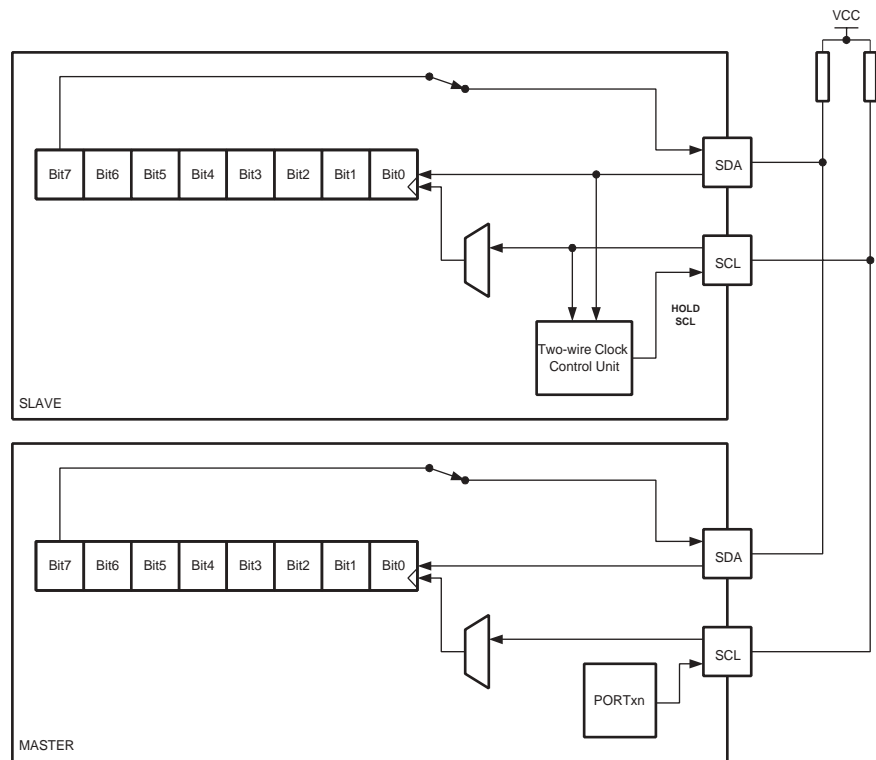 VCC
Bit7 Bit6 Bit5 Bit4 Bit3 Bit2 Bit1 Bit0
SDA
SCL
HOLD
SCL
Two-wire Clock
Control Unit
SLAVE
Bit7 Bit6 Bit5 Bit4 Bit3 Bit2 Bit1 Bit0
SDA
SCL
PORTxn
MASTER